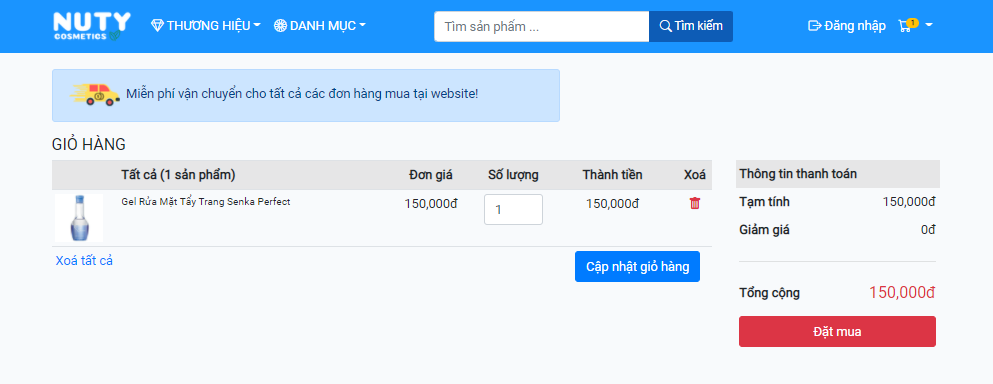 NUTY
COSMETICS
THƯƠNG HIỆU
DANH MỤC
Tìm sản phẩm ...
Tìm kiếm
Đăng nhập
1
Miễn phí vận chuyển cho tất cả các đơn hàng mua tại website!
GIỎ HÀNG
Tất cả (1 sản phẩm) Đơn giá Số lượng Thành tiền Xoá
Gel Rửa Mặt Tẩy Trang Senka Perfect 150,000đ 1 150,000đ
Xoá tất cả
Cập nhật giỏ hàng
Thông tin thanh toán
Tạm tính 150,000đ
Giảm giá 0đ
Tổng cộng 150,000đ
Đặt mua